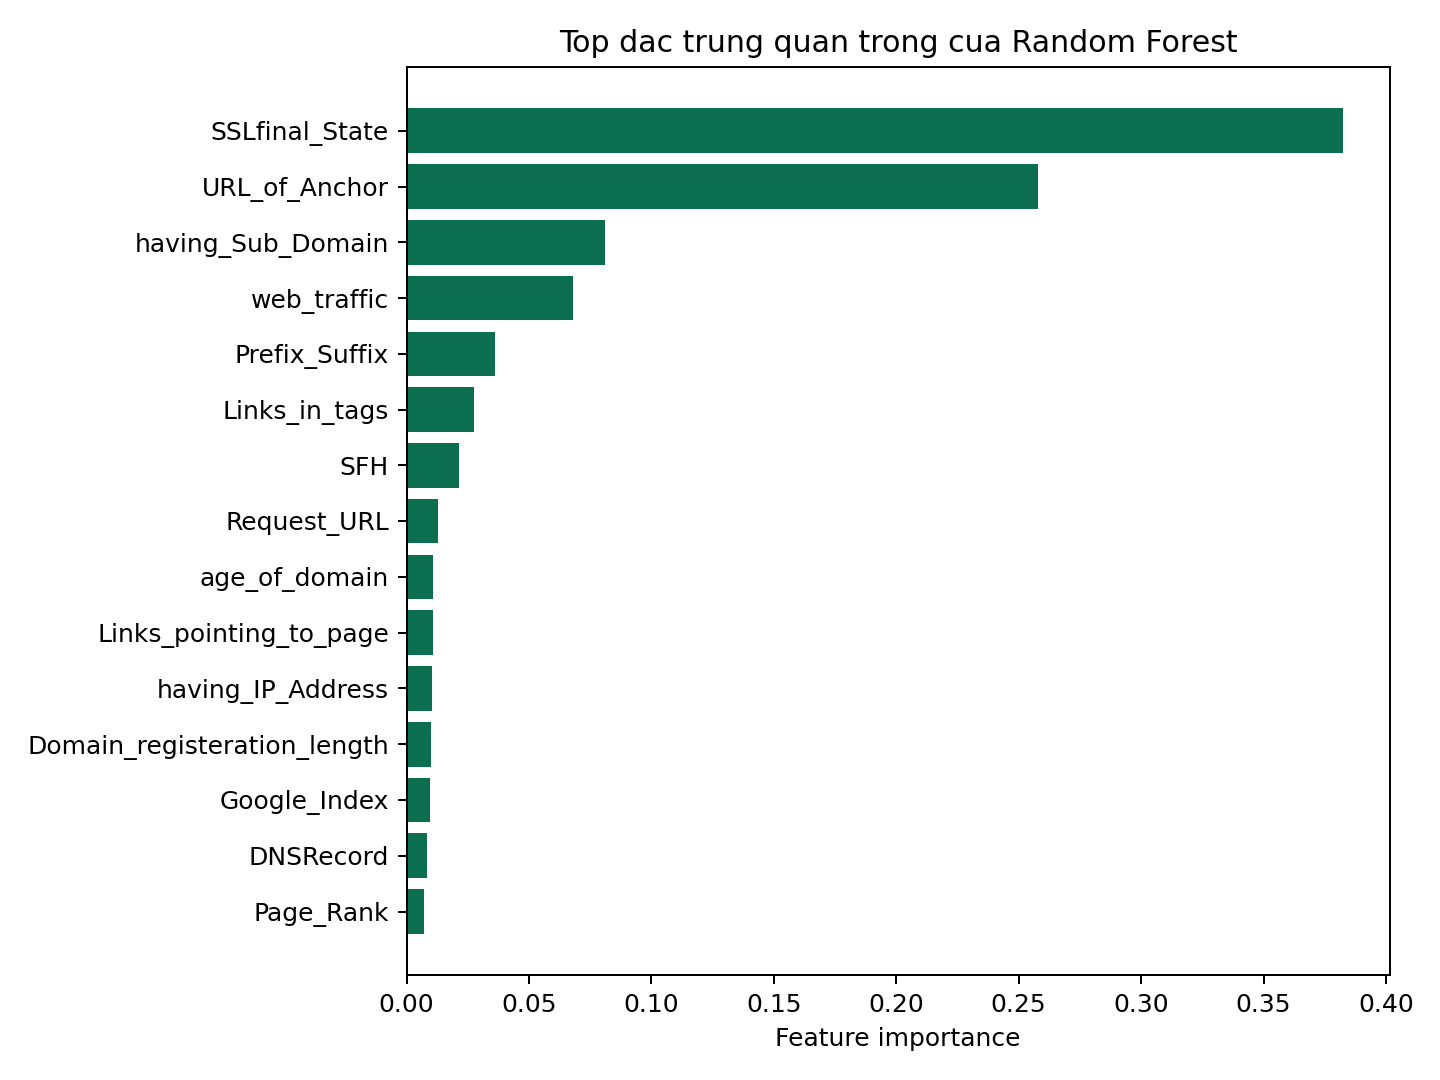 Top dac trung quan trong cua Random Forest
SSLfinal_State
URL_of_Anchor
having_Sub_Domain
web_traffic
Prefix_Suffix
Links_in_tags
SFH
Request_URL
age_of_domain
Links_pointing_to_page
having_IP_Address
Domain_registeration_length
Google_Index
DNSRecord
Page_Rank
0.00 0.05 0.10 0.15 0.20 0.25 0.30 0.35 0.40
Feature importance